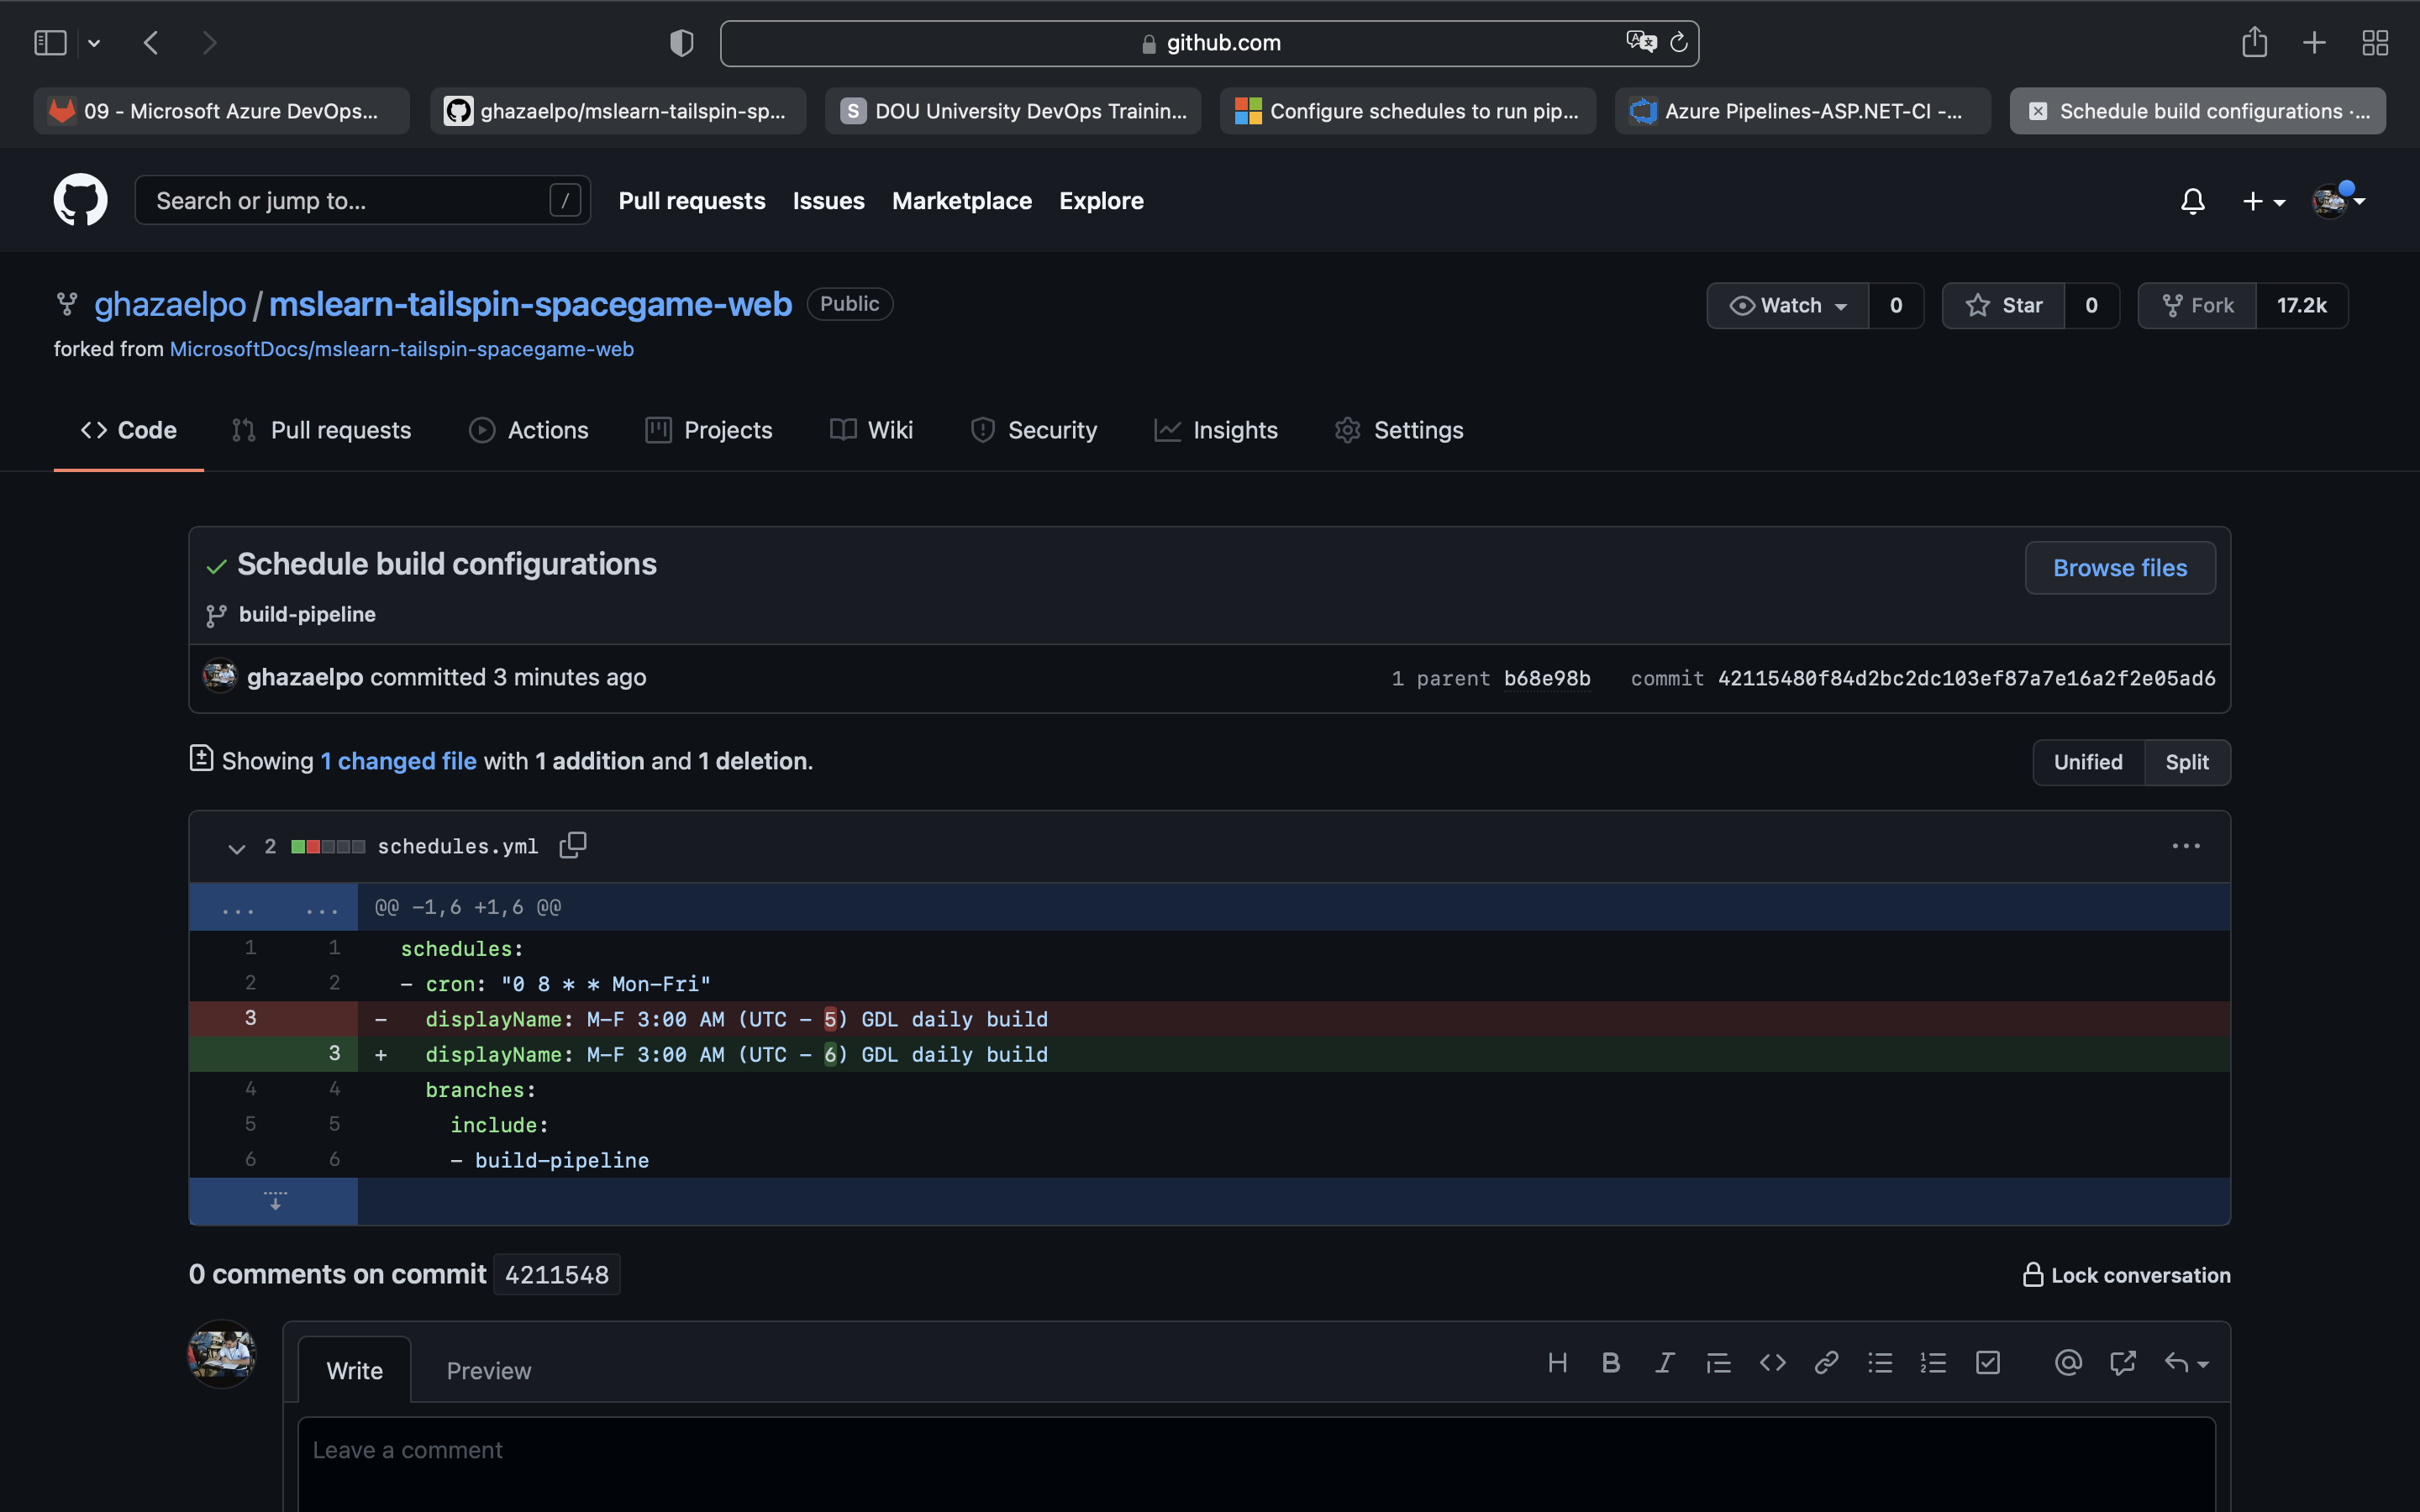 github.com
09 - Microsoft Azure DevOps...
ghazaelpo/mslearn-tailspin-sp...
S DOU University DevOps Trainin...
Configure schedules to run pip...
Azure Pipelines-ASP.NET-CI -...
Schedule build configurations ·...
Search or jump to... /
Pull requests
Issues
Marketplace
Explore
ghazaelpo / mslearn-tailspin-spacegame-web Public
Watch 0
Star 0
Fork 17.2k
forked from MicrosoftDocs/mslearn-tailspin-spacegame-web
Code
Pull requests
Actions
Projects
Wiki
Security
Insights
Settings
Schedule build configurations
Browse files
build-pipeline
ghazaelpo committed 3 minutes ago
1 parent b68e98b commit 42115480f84d2bc2dc103ef87a7e16a2f2e05ad6
Showing 1 changed file with 1 addition and 1 deletion.
Unified Split
2 schedules.yml
... ... @@ -1,6 +1,6 @@
1 1 schedules:
2 2 - cron: "0 8 * * Mon-Fri"
3 - displayName: M-F 3:00 AM (UTC - 5) GDL daily build
3 + displayName: M-F 3:00 AM (UTC - 6) GDL daily build
4 4 branches:
5 5 include:
6 6 - build-pipeline
0 comments on commit 4211548
Lock conversation
Write
Preview
Leave a comment